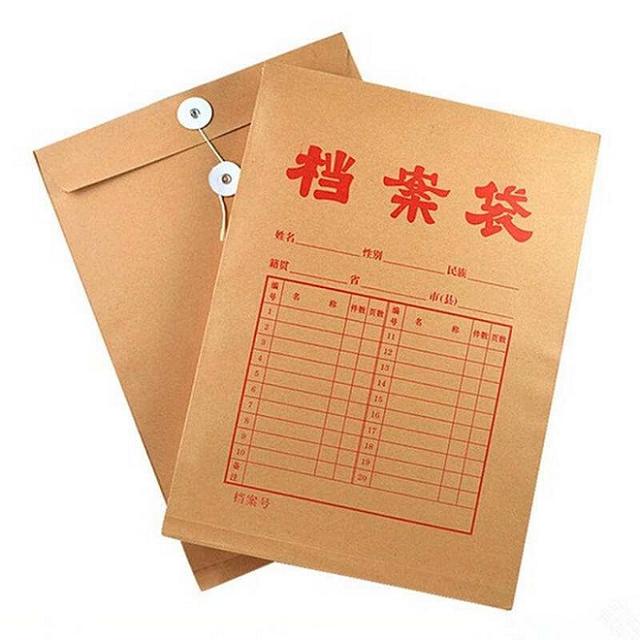 档案袋
姓名 性别 民族
籍贯 省 市(县)
编号 名 称 件数 页数 编号 名 称 件数 页数
1 11
2 12
3 13
4 14
5 15
6 16
7 17
8 18
9 19
10 20
备注
档案号